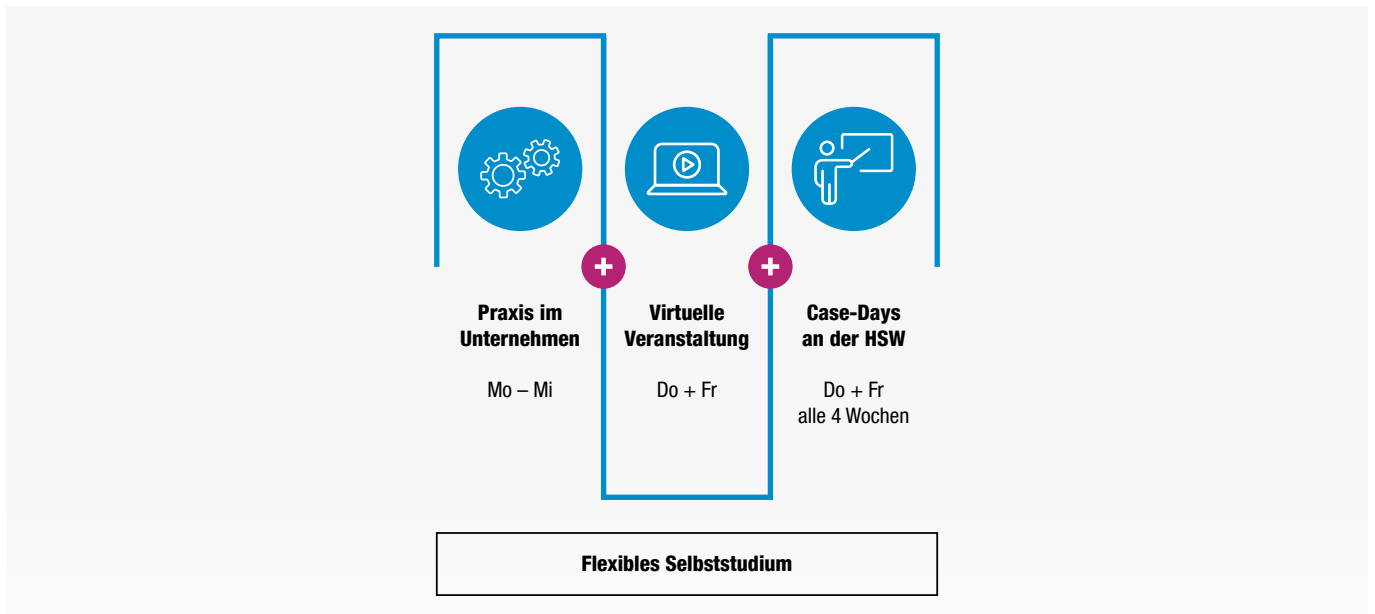 Praxis im
Unternehmen
Mo – Mi
Virtuelle
Veranstaltung
Do + Fr
Case-Days
an der HSW
Do + Fr
alle 4 Wochen
Flexibles Selbststudium